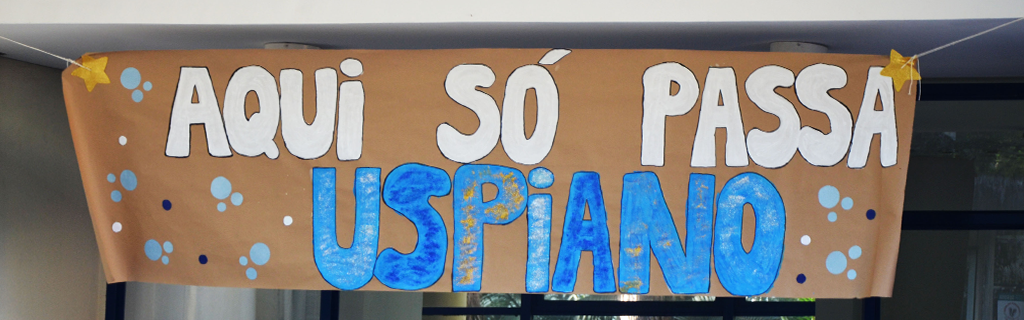 AQUi SÓ PASSA
USPiANO